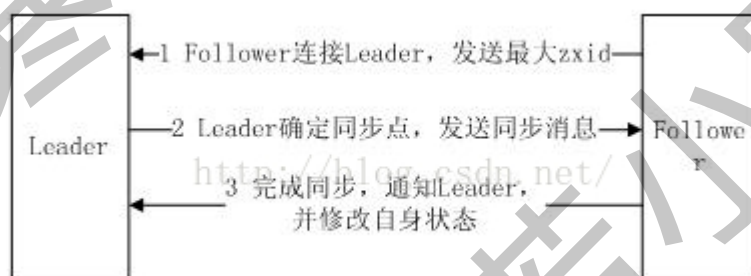 1 Follower连接Leader，发送最大zxid
2 Leader确定同步点，发送同步消息
Leader
Followe
r
http://blog.csdn.net/
3 完成同步，通知Leader，
并修改自身状态